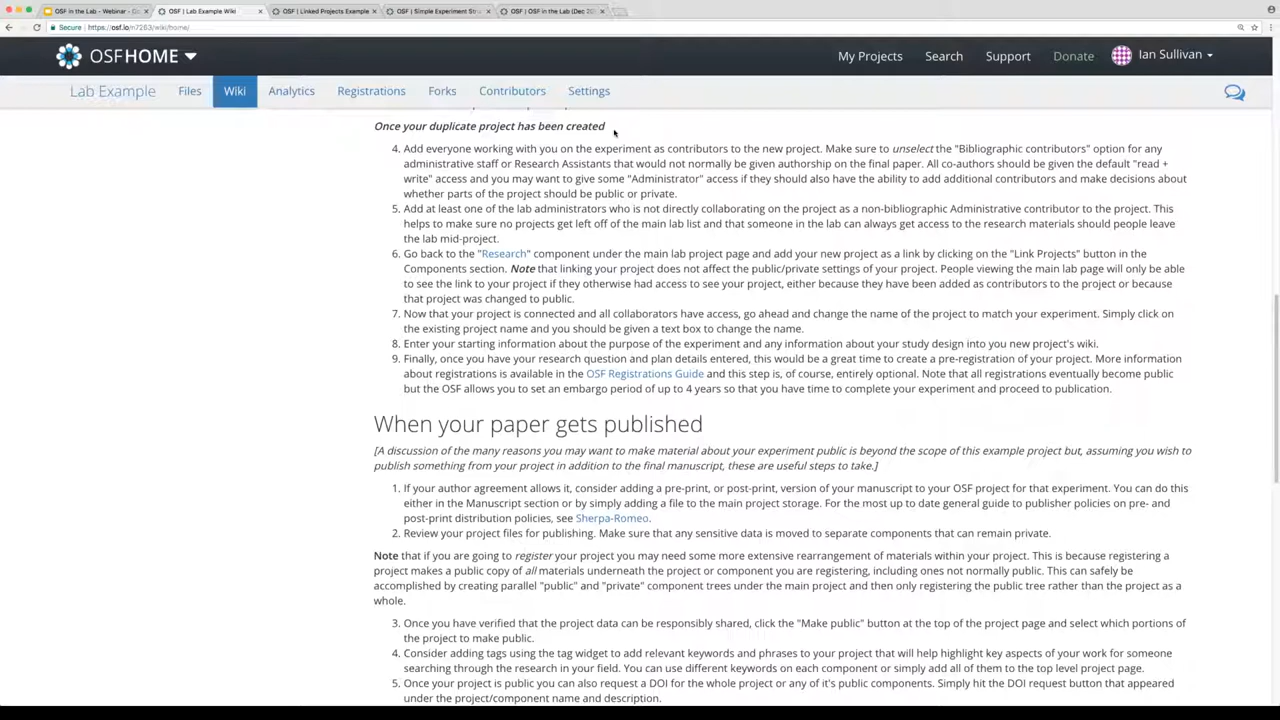 OSF in the Lab - Webinar - Go
OSF | Lab Example Wiki
OSF | Linked Projects Example
OSF | Simple Experiment Str
OSF | OSF in the Lab (Dec 20
Secure https://osf.io/n7263/wiki/home/
OSFHOME My Projects Search Support Donate Ian Sullivan
Lab Example Files Wiki Analytics Registrations Forks Contributors Settings
Once your duplicate project has been created
4. Add everyone working with you on the experiment as contributors to the new project. Make sure to unselect the "Bibliographic contributors" option for any
administrative staff or Research Assistants that would not normally be given authorship on the final paper. All co-authors should be given the default "read +
write" access and you may want to give some "Administrator" access if they should also have the ability to add additional contributors and make decisions about
whether parts of the project should be public or private.
5. Add at least one of the lab administrators who is not directly collaborating on the project as a non-bibliographic Administrative contributor to the project. This
helps to make sure no projects get left off of the main lab list and that someone in the lab can always get access to the research materials should people leave
the lab mid-project.
6. Go back to the "Research" component under the main lab project page and add your new project as a link by clicking on the "Link Projects" button in the
Components section. Note that linking your project does not affect the public/private settings of your project. People viewing the main lab page will only be able
to see the link to your project if they otherwise had access to see your project, either because they have been added as contributors to the project or because
that project was changed to public.
7. Now that your project is connected and all collaborators have access, go ahead and change the name of the project to match your experiment. Simply click on
the existing project name and you should be given a text box to change the name.
8. Enter your starting information about the purpose of the experiment and any information about your study design into you new project's wiki.
9. Finally, once you have your research question and plan details entered, this would be a great time to create a pre-registration of your project. More information
about registrations is available in the OSF Registrations Guide and this step is, of course, entirely optional. Note that all registrations eventually become public
but the OSF allows you to set an embargo period of up to 4 years so that you have time to complete your experiment and proceed to publication.
When your paper gets published
[A discussion of the many reasons you may want to make material about your experiment public is beyond the scope of this example project but, assuming you wish to
publish something from your project in addition to the final manuscript, these are useful steps to take.]
1. If your author agreement allows it, consider adding a pre-print, or post-print, version of your manuscript to your OSF project for that experiment. You can do this
either in the Manuscript section or by simply adding a file to the main project storage. For the most up to date general guide to publisher policies on pre- and
post-print distribution policies, see Sherpa-Romeo.
2. Review your project files for publishing. Make sure that any sensitive data is moved to separate components that can remain private.
Note that if you are going to register your project you may need some more extensive rearrangement of materials within your project. This is because registering a
project makes a public copy of all materials underneath the project or component you are registering, including ones not normally public. This can safely be
accomplished by creating parallel "public" and "private" component trees under the main project and then only registering the public tree rather than the project as a
whole.
3. Once you have verified that the project data can be responsibly shared, click the "Make public" button at the top of the project page and select which portions of
the project to make public.
4. Consider adding tags using the tag widget to add relevant keywords and phrases to your project that will help highlight key aspects of your work for someone
searching through the research in your field. You can use different keywords on each component or simply add all of them to the top level project page.
5. Once your project is public you can also request a DOI for the whole project or any of it's public components. Simply hit the DOI request button that appeared
under the project/component name and description.